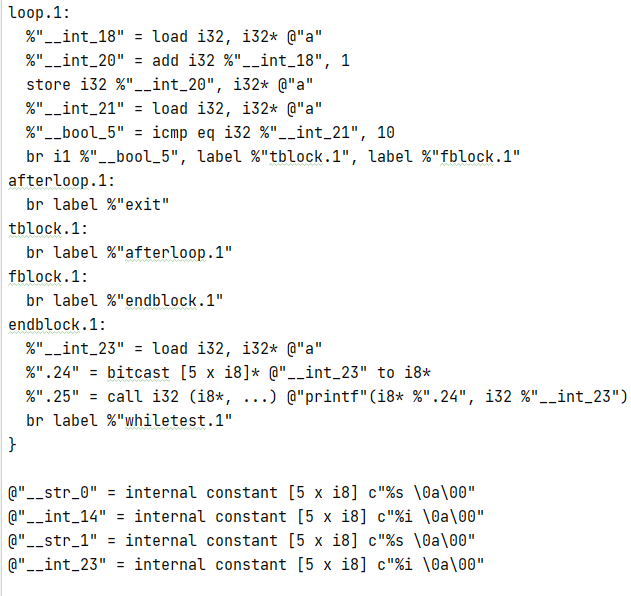 loop.1:
  %"__int_18" = load i32, i32* @"a"
  %"__int_20" = add i32 %"__int_18", 1
  store i32 %"__int_20", i32* @"a"
  %"__int_21" = load i32, i32* @"a"
  %"__bool_5" = icmp eq i32 %"__int_21", 10
  br i1 %"__bool_5", label %"tblock.1", label %"fblock.1"
afterloop.1:
  br label %"exit"
tblock.1:
  br label %"afterloop.1"
fblock.1:
  br label %"endblock.1"
endblock.1:
  %"__int_23" = load i32, i32* @"a"
  %".24" = bitcast [5 x i8]* @"__int_23" to i8*
  %".25" = call i32 (i8*, ...) @"printf"(i8* %".24", i32 %"__int_23")
  br label %"whiletest.1"
}

@"__str_0" = internal constant [5 x i8] c"%s \0a\00"
@"__int_14" = internal constant [5 x i8] c"%i \0a\00"
@"__str_1" = internal constant [5 x i8] c"%s \0a\00"
@"__int_23" = internal constant [5 x i8] c"%i \0a\00"